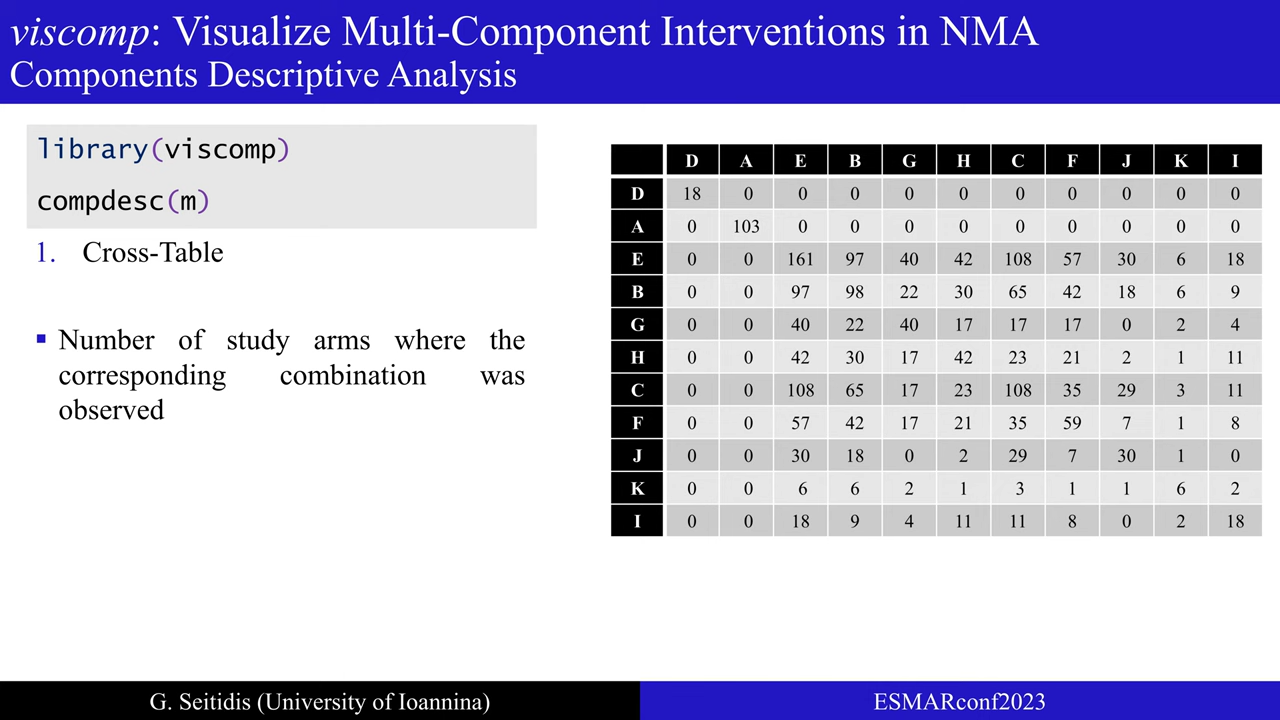 viscomp: Visualize Multi-Component Interventions in NMA
Components Descriptive Analysis
library(viscomp)
compdesc(m)
1. Cross-Table
▪ Number of study arms where the
corresponding combination was
observed
D A E B G H C F J K I
D 18 0 0 0 0 0 0 0 0 0 0
A 0 103 0 0 0 0 0 0 0 0 0
E 0 0 161 97 40 42 108 57 30 6 18
B 0 0 97 98 22 30 65 42 18 6 9
G 0 0 40 22 40 17 17 17 0 2 4
H 0 0 42 30 17 42 23 21 2 1 11
C 0 0 108 65 17 23 108 35 29 3 11
F 0 0 57 42 17 21 35 59 7 1 8
J 0 0 30 18 0 2 29 7 30 1 0
K 0 0 6 6 2 1 3 1 1 6 2
I 0 0 18 9 4 11 11 8 0 2 18
G. Seitidis (University of Ioannina)
ESMARconf2023